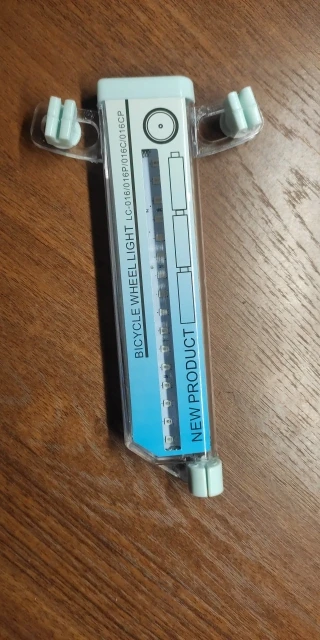 BICYCLE WHEEL LIGHT LC-016/016P/016C/016CP
NEW PRODUCT